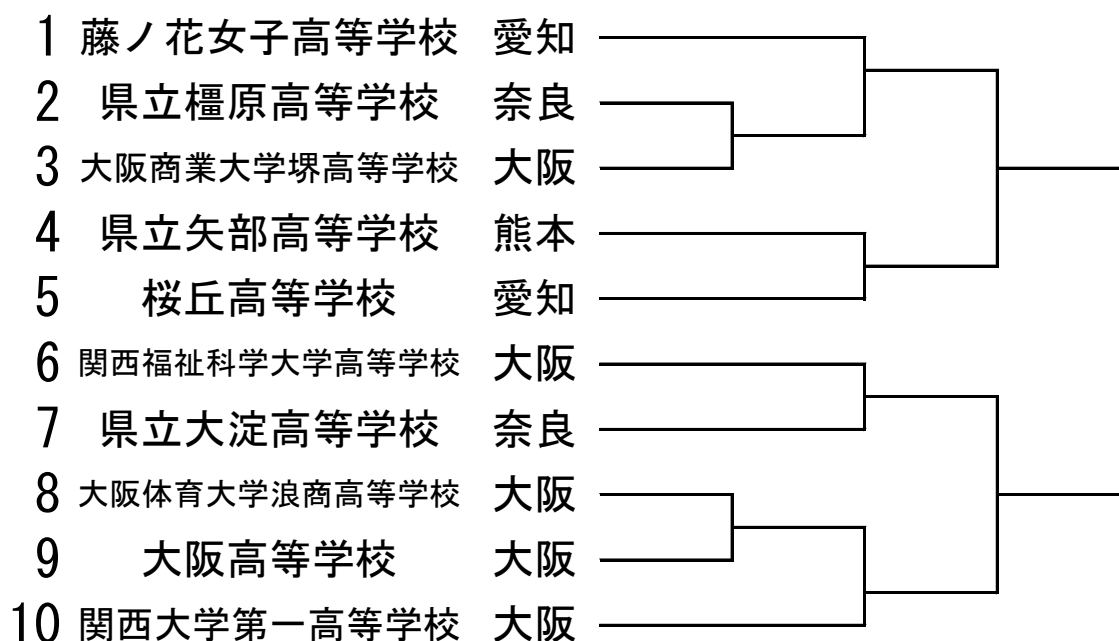 1 藤ノ花女子高等学校 愛知
2 県立橿原高等学校 奈良
3 大阪商業大学堺高等学校 大阪
4 県立矢部高等学校 熊本
5 桜丘高等学校 愛知
6 関西福祉科学大学高等学校 大阪
7 県立大淀高等学校 奈良
8 大阪体育大学浪商高等学校 大阪
9 大阪高等学校 大阪
10 関西大学第一高等学校 大阪